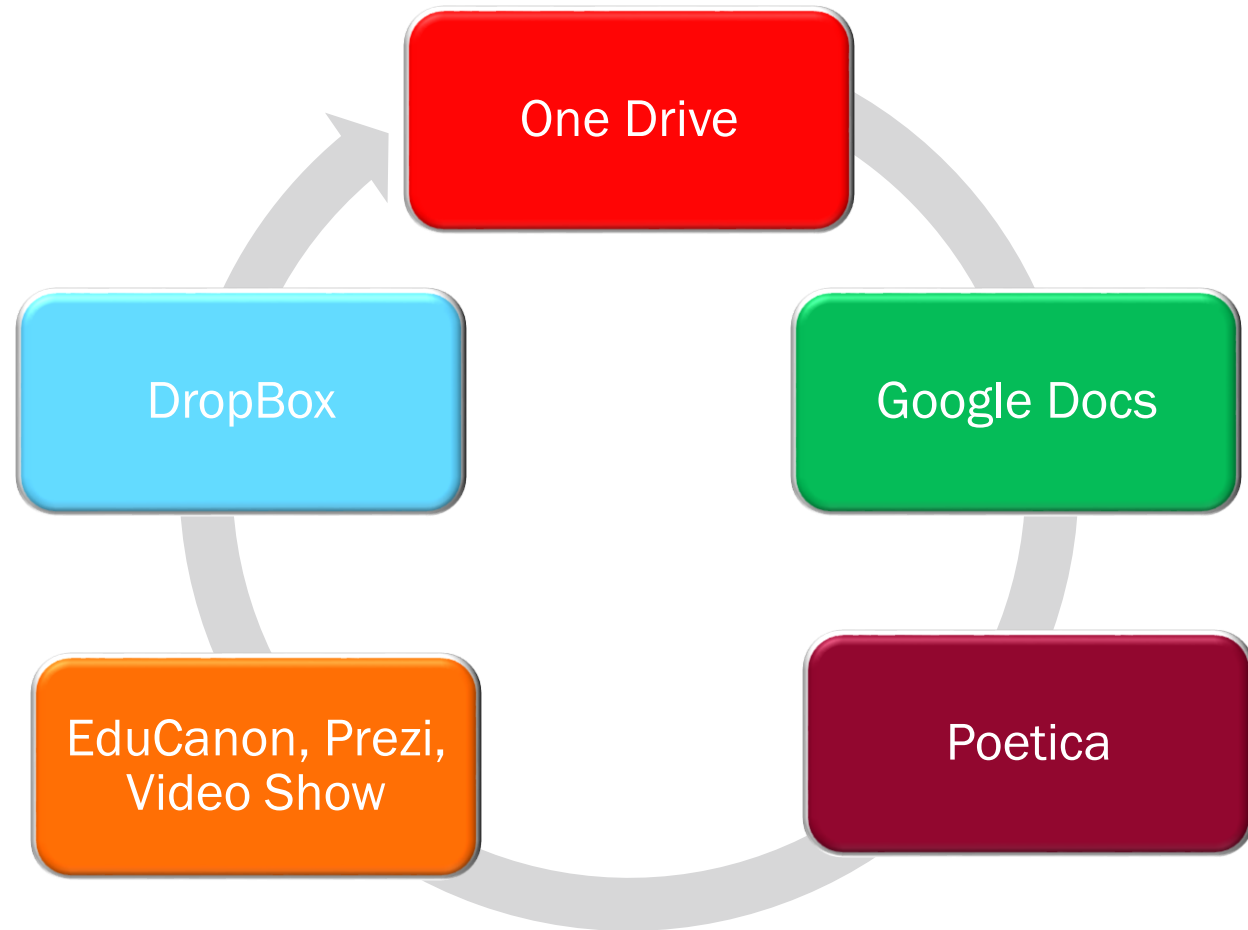 One Drive
Google Docs
Poetica
EduCanon, Prezi,
Video Show
DropBox